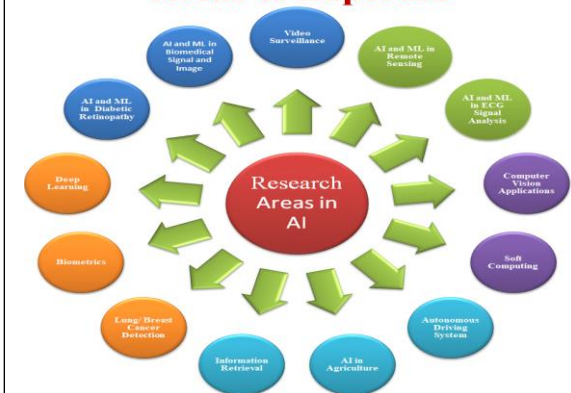 Video
Surveillance
AI and ML in
Remote
Sensing
AI and ML
in ECG
Signal
Analysis
Computer
Vision
Applications
Soft
Computing
Autonomous
Driving
System
AI in
Agriculture
Information
Retrieval
Lung/ Breast
Cancer
Detection
Biometrics
Deep
Learning
AI and ML
in Diabetic
Retinopathy
AI and ML in
Biomedical
Signal and
Image
Research
Areas in
AI